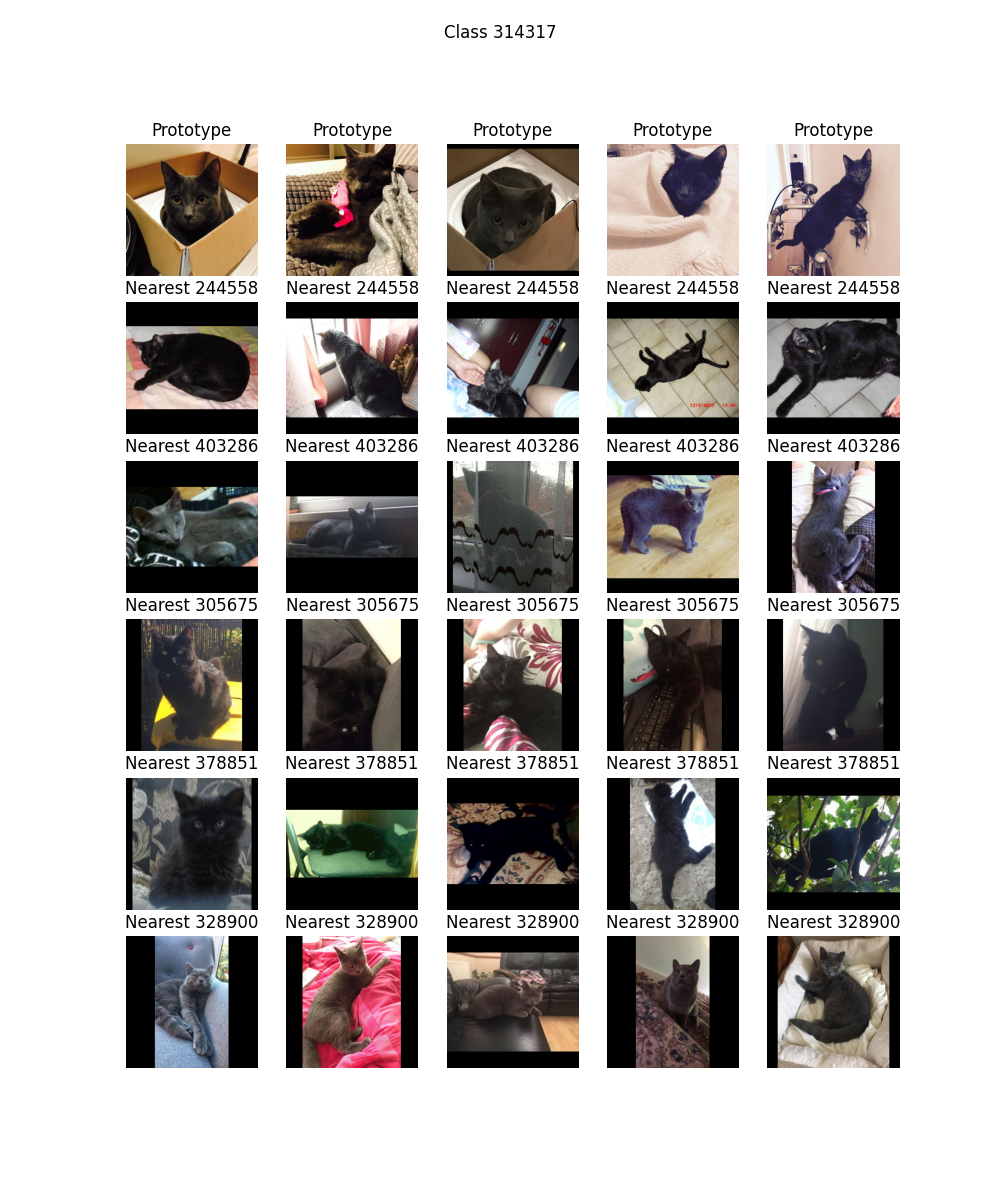 Class 314317
Prototype Prototype Prototype Prototype Prototype
Nearest 244558 Nearest 244558 Nearest 244558 Nearest 244558 Nearest 244558
Nearest 403286 Nearest 403286 Nearest 403286 Nearest 403286 Nearest 403286
Nearest 305675 Nearest 305675 Nearest 305675 Nearest 305675 Nearest 305675
Nearest 378851 Nearest 378851 Nearest 378851 Nearest 378851 Nearest 378851
Nearest 328900 Nearest 328900 Nearest 328900 Nearest 328900 Nearest 328900